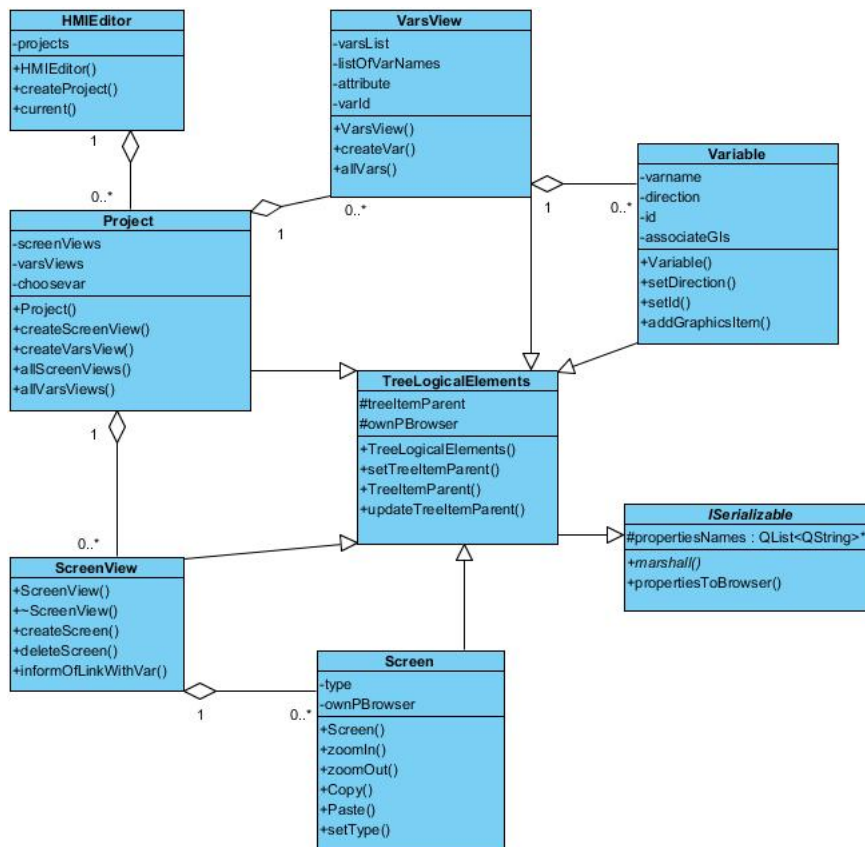 HMIEditor
-projects
+HMIEditor()
+createProject()
+current()
1
0..*
VarsView
-varsList
-listOfVarNames
-attribute
-varId
+VarsView()
+createVar()
+allVars()
0..*
1
1
0..*
Variable
-varname
-direction
-id
-associateGIs
+Variable()
+setDirection()
+setId()
+addGraphicsItem()
Project
-screenViews
-varsViews
-choosevar
+Project()
+createScreenView()
+createVarsView()
+allScreenViews()
+allVarsViews()
1
0..*
TreeLogicalElements
#treeItemParent
#ownPBrowser
+TreeLogicalElements()
+setTreeItemParent()
+TreeItemParent()
+updateTreeItemParent()
ISerializable
#propertiesNames : QList<QString>*
+marshall()
+propertiesToBrowser()
ScreenView
+ScreenView()
+~ScreenView()
+createScreen()
+deleteScreen()
+informOfLinkWithVar()
1
0..*
Screen
-type
-ownPBrowser
+Screen()
+zoomIn()
+zoomOut()
+Copy()
+Paste()
+setType()